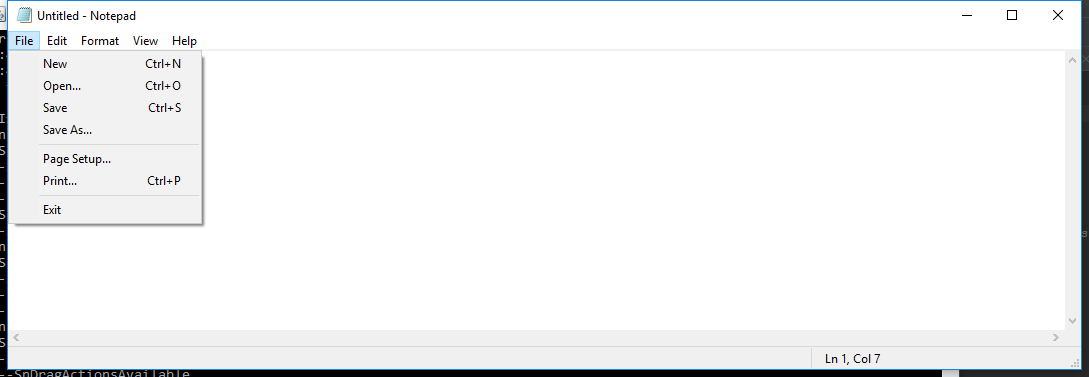 Untitled - Notepad
File Edit Format View Help
New Ctrl+N
Open... Ctrl+O
Save Ctrl+S
Save As...
Page Setup...
Print... Ctrl+P
Exit
Ln 1, Col 7
--SnDragActionsAvailable